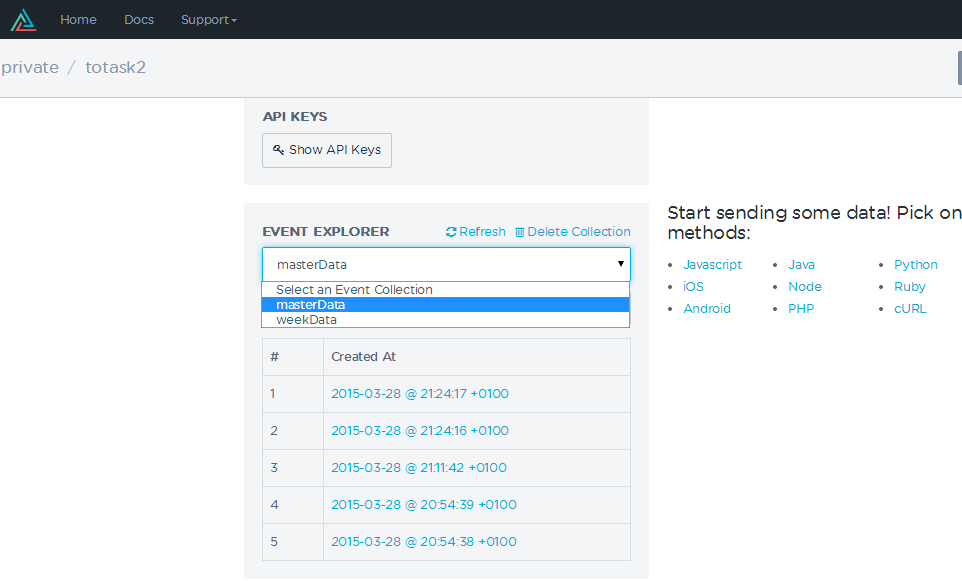 Home Docs Support
private / totask2
API KEYS
Show API Keys
EVENT EXPLORER Refresh Delete Collection
masterData
Select an Event Collection
masterData
weekData
# Created At
1 2015-03-28 @ 21:24:17 +0100
2 2015-03-28 @ 21:24:16 +0100
3 2015-03-28 @ 21:11:42 +0100
4 2015-03-28 @ 20:54:39 +0100
5 2015-03-28 @ 20:54:38 +0100
Start sending some data! Pick on
methods:
Javascript Java Python
iOS Node Ruby
Android PHP cURL